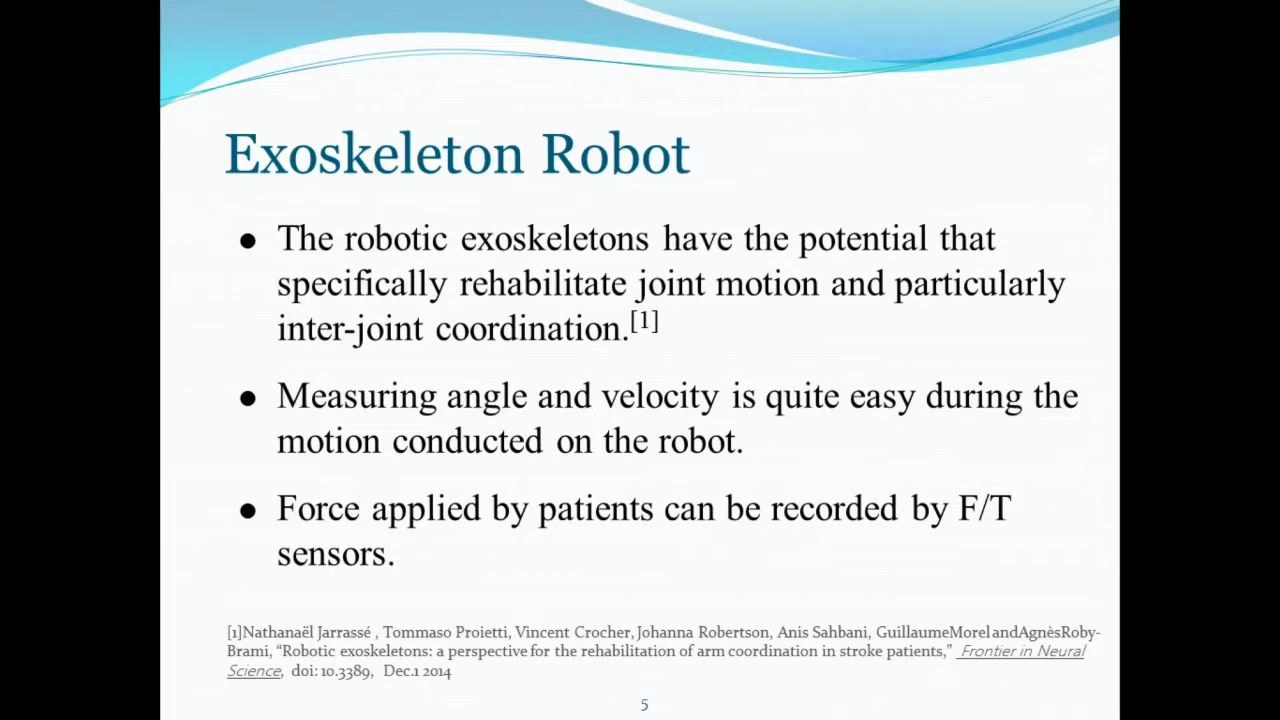 Exoskeleton Robot
● The robotic exoskeletons have the potential that
specifically rehabilitate joint motion and particularly
inter-joint coordination.[1]
● Measuring angle and velocity is quite easy during the
motion conducted on the robot.
● Force applied by patients can be recorded by F/T
sensors.
[1]Nathanaël Jarrassé , Tommaso Proietti, Vincent Crocher, Johanna Robertson, Anis Sahbani, GuillaumeMorelandAgnèsRoby-
Brami, “Robotic exoskeletons: a perspective for the rehabilitation of arm coordination in stroke patients,” Frontier in Neural
Science, doi: 10.3389, Dec.1 2014
5